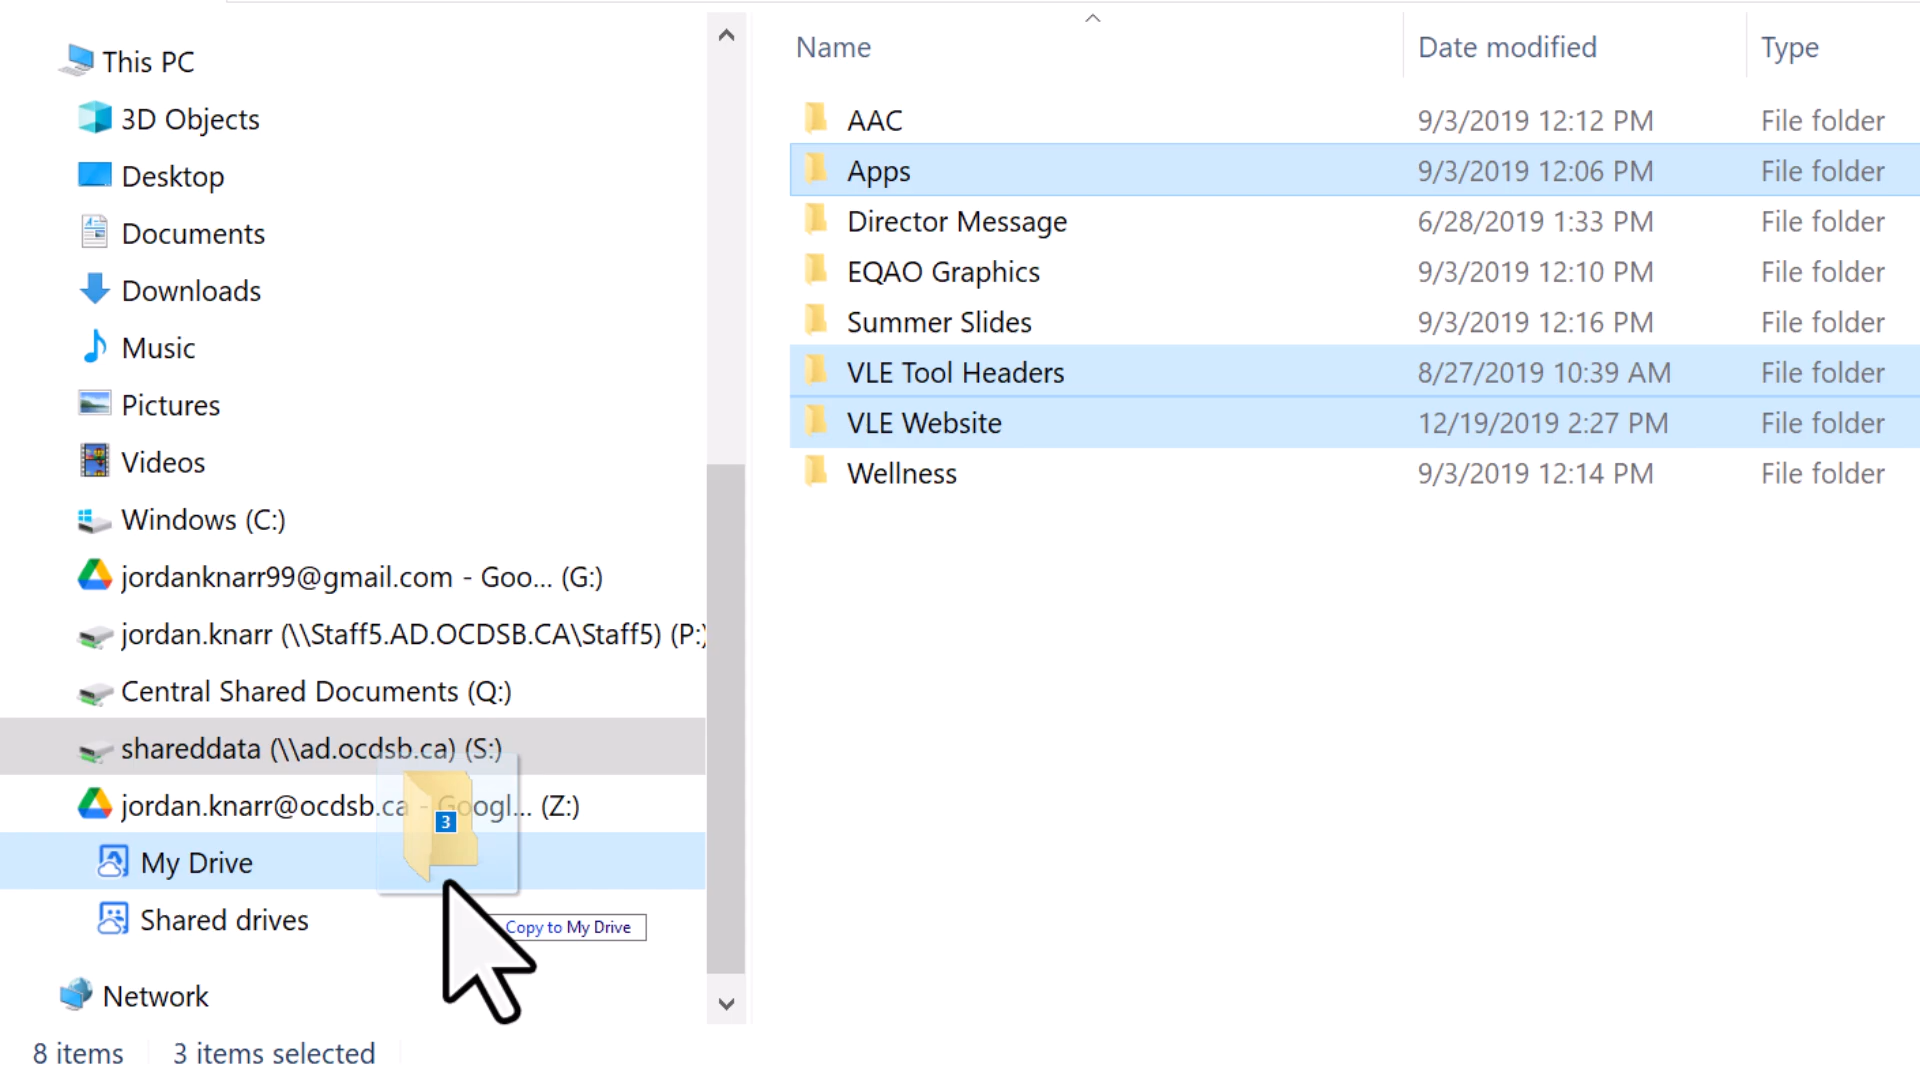 This PC
3D Objects
Desktop
Documents
Downloads
Music
Pictures
Videos
Windows (C:)
jordanknarr99@gmail.com - Goo... (G:)
jordan.knarr (\\Staff5.AD.OCDSB.CA\Staff5) (P:)
Central Shared Documents (Q:)
shareddata (\\ad.ocdsb.ca) (S:)
jordan.knarr@ocdsb.ca - Googl... (Z:)
3
My Drive
Shared drives
Copy to My Drive
Network
Name Date modified Type
AAC 9/3/2019 12:12 PM File folder
Apps 9/3/2019 12:06 PM File folder
Director Message 6/28/2019 1:33 PM File folder
EQAO Graphics 9/3/2019 12:10 PM File folder
Summer Slides 9/3/2019 12:16 PM File folder
VLE Tool Headers 8/27/2019 10:39 AM File folder
VLE Website 12/19/2019 2:27 PM File folder
Wellness 9/3/2019 12:14 PM File folder
8 items 3 items selected